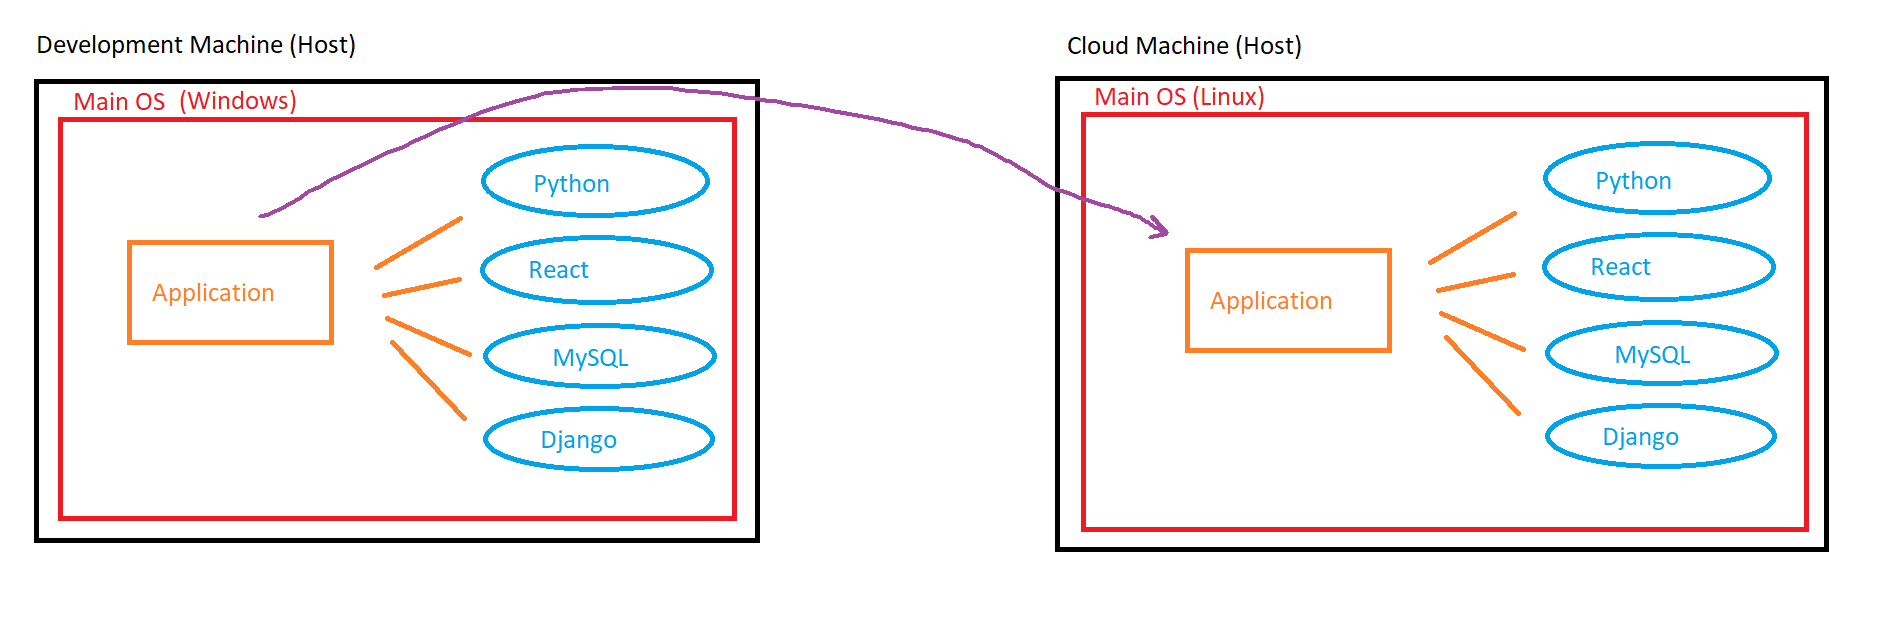 Development Machine (Host)
Main OS (Windows)
Application
Python
React
MySQL
Django
Cloud Machine (Host)
Main OS (Linux)
Application
Python
React
MySQL
Django